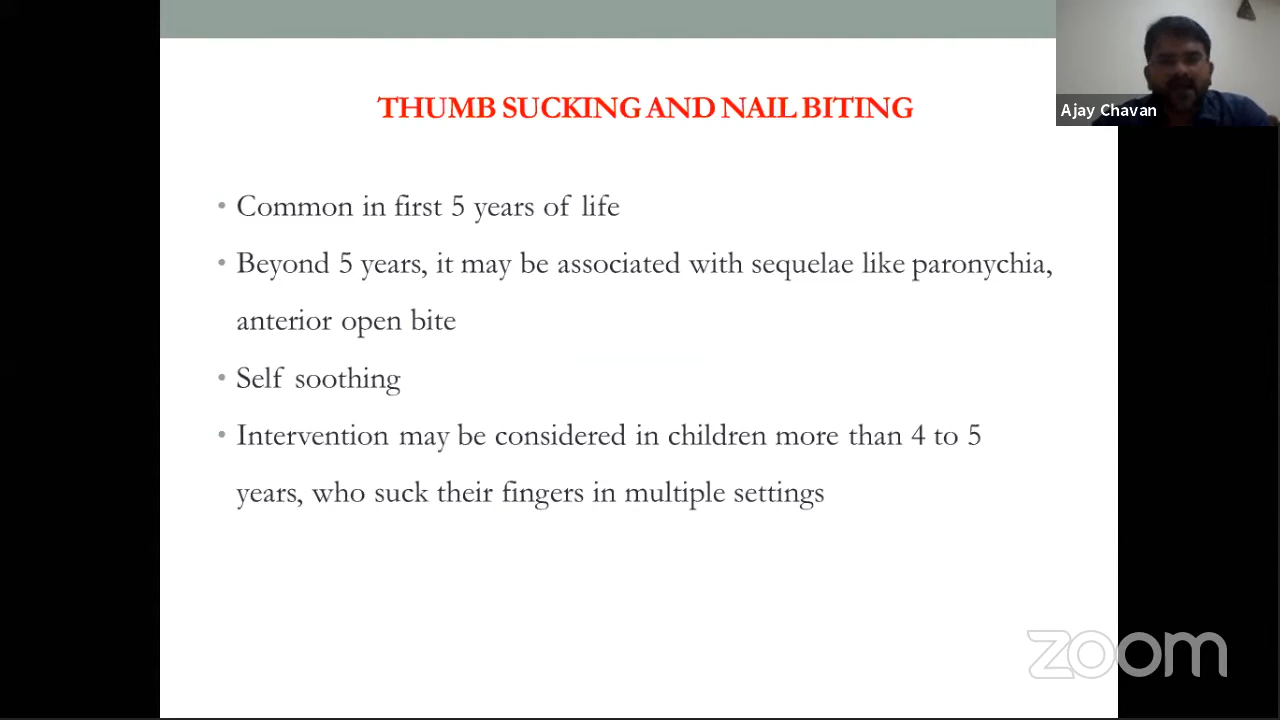 THUMB SUCKING AND NAIL BITING
Ajay Chavan
• Common in first 5 years of life
• Beyond 5 years, it may be associated with sequelae like paronychia,
anterior open bite
• Self soothing
• Intervention may be considered in children more than 4 to 5
years, who suck their fingers in multiple settings
zoom